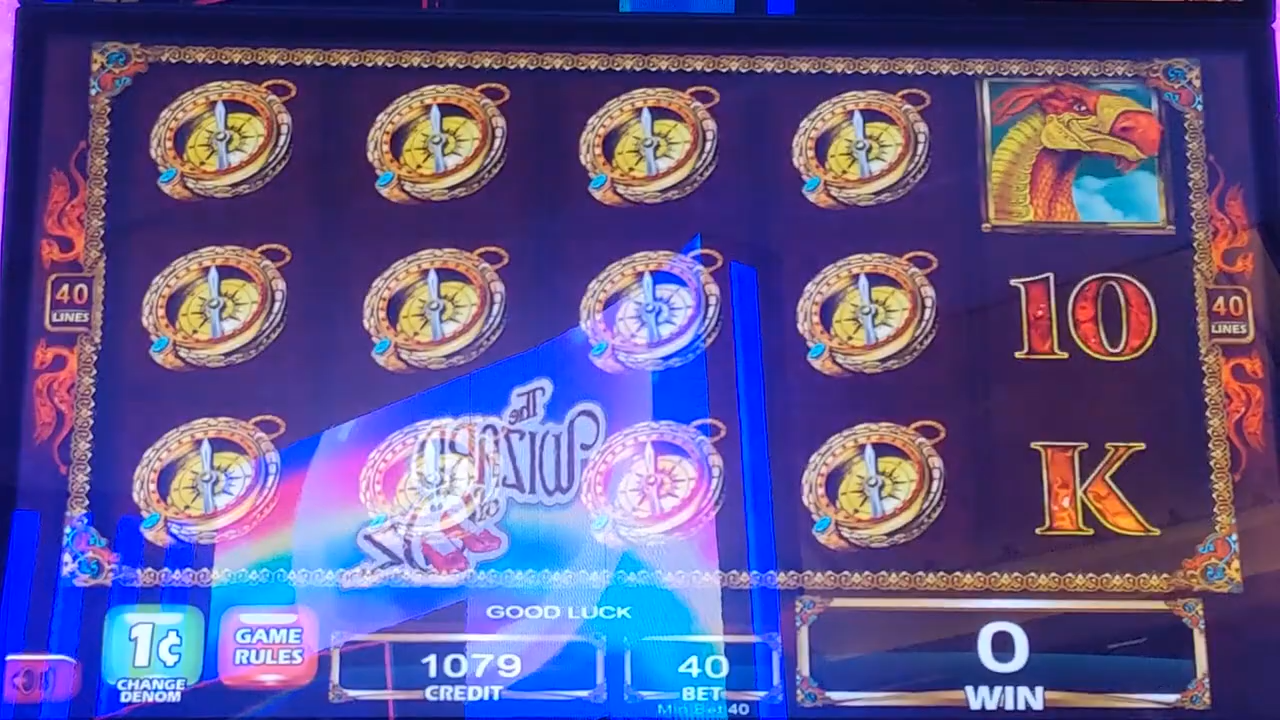 40
LINES
10
40
LINES
The
WIZARD
of
OZ
K
GOOD LUCK
1¢
CHANGE
DENOM
GAME
RULES
1079
CREDIT
40
BET
Min Bet 40
0
WIN